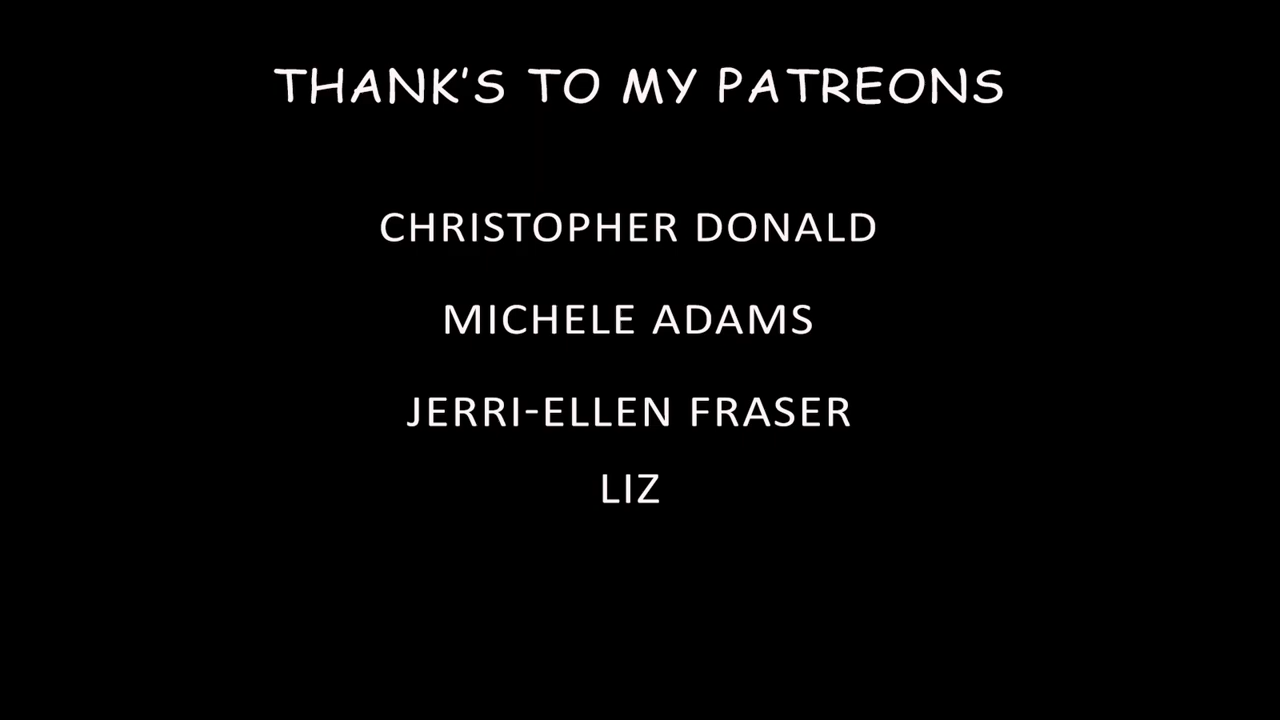 THANK'S TO MY PATREONS
CHRISTOPHER DONALD
MICHELE ADAMS
JERRI-ELLEN FRASER
LIZ